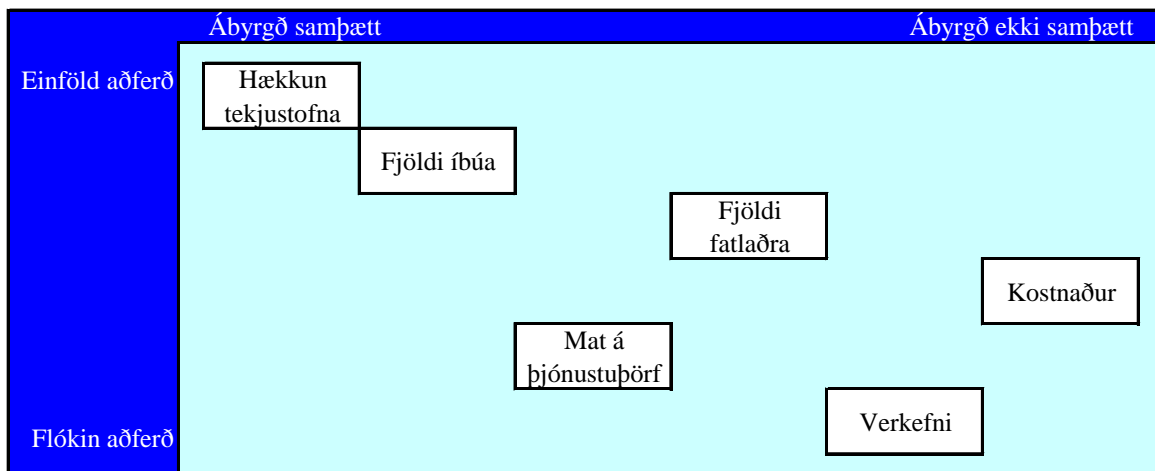 Ábyrgð samþætt
Ábyrgð ekki samþætt
Einföld aðferð
Hækkun
tekjustofna
Fjöldi íbúa
Fjöldi
fatlaðra
Kostnaður
Mat á
þjónustuþörf
Verkefni
Flókin aðferð